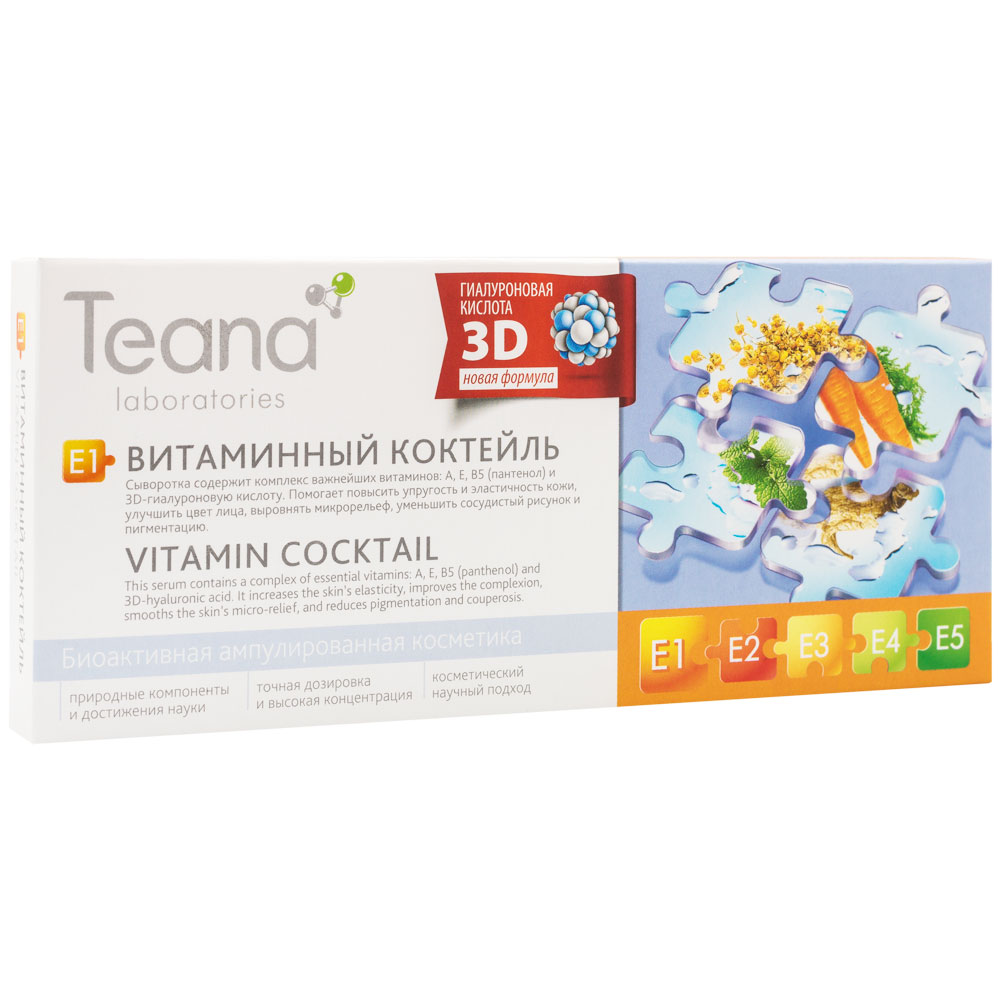 Teana
laboratories
ГИАЛУРОНОВАЯ
КИСЛОТА
3D
новая формула
E1 ВИТАМИННЫЙ КОКТЕЙЛЬ
Сыворотка содержит комплекс важнейших витаминов: А, Е, В5 (пантенол) и
3D-гиалуроновую кислоту. Помогает повысить упругость и эластичность кожи,
улучшить цвет лица, выровнять микрорельеф, уменьшить сосудистый рисунок и
пигментацию.
VITAMIN COCKTAIL
This serum contains a complex of essential vitamins: A, E, B5 (panthenol) and
3D-hyaluronic acid. It increases the skin's elasticity, improves the complexion,
smooths the skin's micro-relief, and reduces pigmentation and couperosis.
Биоактивная ампулированная косметика
природные компоненты
и достижения науки
точная дозировка
и высокая концентрация
косметический
научный подход
E1 E2 E3 E4 E5
E1
ВИТАМИННЫЙ КОКТЕЙЛЬ